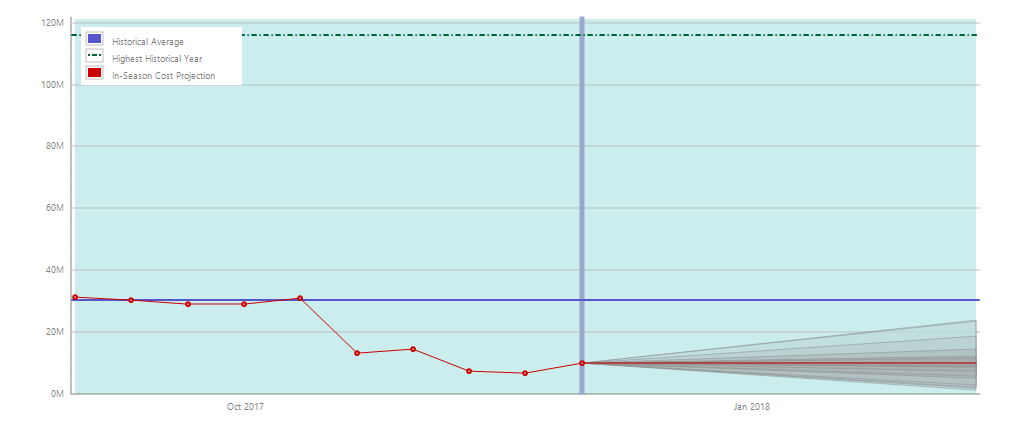 120M
100M
80M
60M
40M
20M
0M
Historical Average
Highest Historical Year
In-Season Cost Projection
Oct 2017
Jan 2018